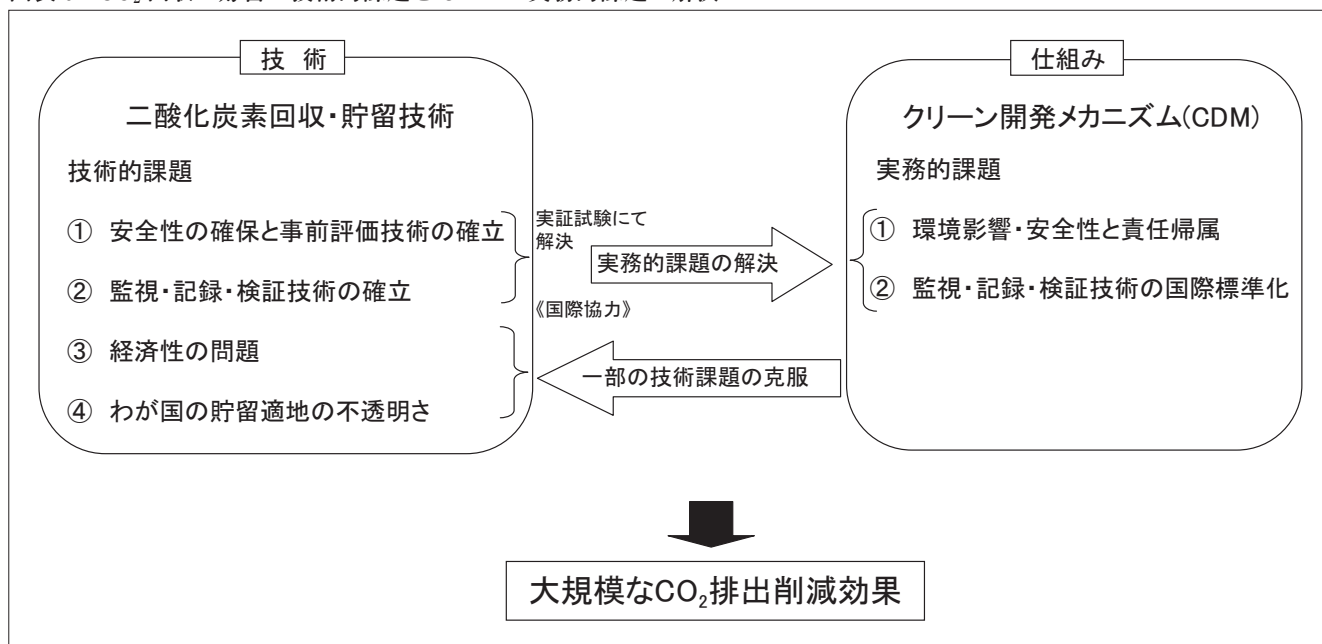 技 術
二酸化炭素回収・貯留技術
技術的課題
① 安全性の確保と事前評価技術の確立
② 監視・記録・検証技術の確立
③ 経済性の問題
④ わが国の貯留適地の不透明さ
実証試験にて
解決
実務的課題の解決
《国際協力》
一部の技術課題の克服
仕組み
クリーン開発メカニズム(CDM)
実務的課題
① 環境影響・安全性と責任帰属
② 監視・記録・検証技術の国際標準化
大規模なCO₂排出削減効果